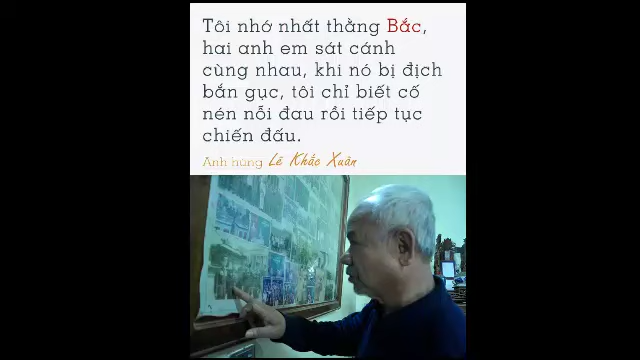 Tôi nhớ nhất thằng Bắc,
hai anh em sát cánh
cùng nhau, khi nó bị địch
bắn gục, tôi chỉ biết cố
nén nỗi đau rồi tiếp tục
chiến đấu.
Anh hùng Lê Khắc Xuân